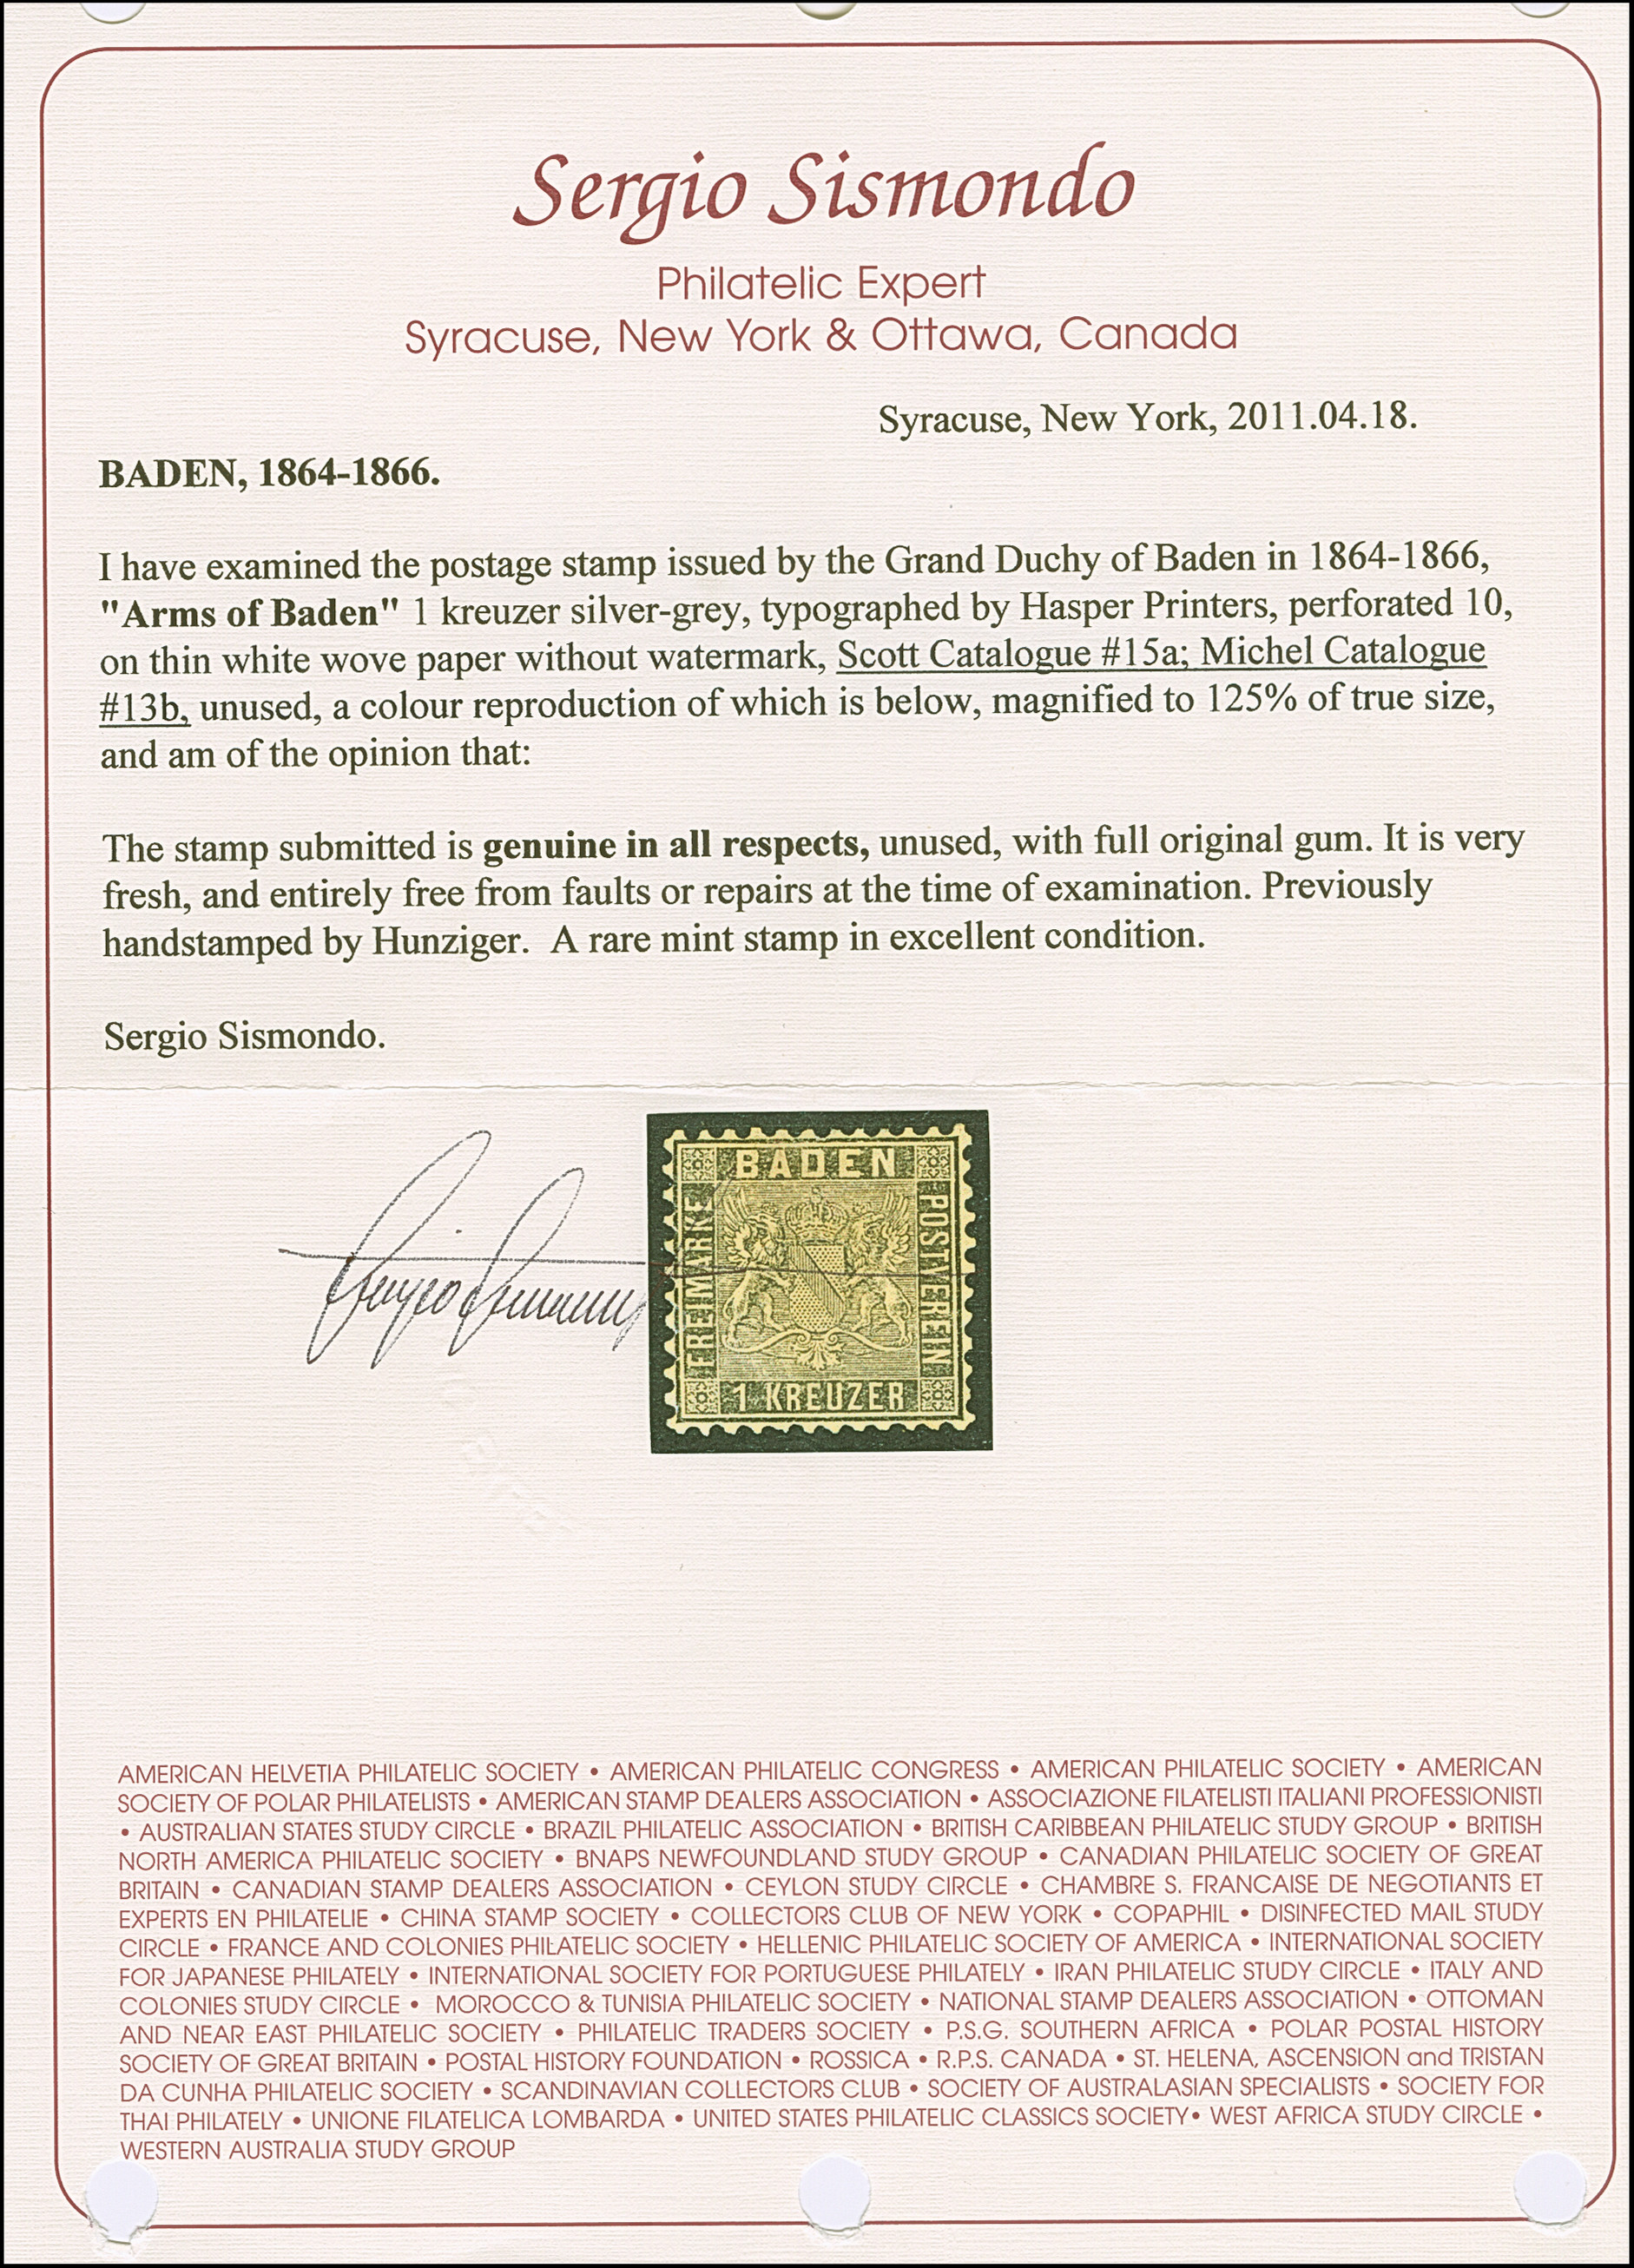 Sergio Sismondo
Philatelic Expert
Syracuse, New York & Ottawa, Canada
Syracuse, New York, 2011.04.18.
BADEN, 1864-1866.
I have examined the postage stamp issued by the Grand Duchy of Baden in 1864-1866,
"Arms of Baden" 1 kreuzer silver-grey, typographed by Hasper Printers, perforated 10,
on thin white wove paper without watermark, Scott Catalogue #15a; Michel Catalogue
#13b, unused, a colour reproduction of which is below, magnified to 125% of true size,
and am of the opinion that:
The stamp submitted is genuine in all respects, unused, with full original gum. It is very
fresh, and entirely free from faults or repairs at the time of examination. Previously
handstamped by Hunziger.  A rare mint stamp in excellent condition.
Sergio Sismondo.
BADEN
FREIMARKE
POSTVEREIN
1 KREUZER
AMERICAN HELVETIA PHILATELIC SOCIETY • AMERICAN PHILATELIC CONGRESS • AMERICAN PHILATELIC SOCIETY • AMERICAN
SOCIETY OF POLAR PHILATELISTS • AMERICAN STAMP DEALERS ASSOCIATION • ASSOCIAZIONE FILATELISTI ITALIANI PROFESSIONISTI
• AUSTRALIAN STATES STUDY CIRCLE • BRAZIL PHILATELIC ASSOCIATION • BRITISH CARIBBEAN PHILATELIC STUDY GROUP • BRITISH
NORTH AMERICA PHILATELIC SOCIETY • BNAPS NEWFOUNDLAND STUDY GROUP • CANADIAN PHILATELIC SOCIETY OF GREAT
BRITAIN • CANADIAN STAMP DEALERS ASSOCIATION • CEYLON STUDY CIRCLE • CHAMBRE S. FRANCAISE DE NEGOTIANTS ET
EXPERTS EN PHILATELIE • CHINA STAMP SOCIETY • COLLECTORS CLUB OF NEW YORK • COPAPHIL • DISINFECTED MAIL STUDY
CIRCLE • FRANCE AND COLONIES PHILATELIC SOCIETY • HELLENIC PHILATELIC SOCIETY OF AMERICA • INTERNATIONAL SOCIETY
FOR JAPANESE PHILATELY • INTERNATIONAL SOCIETY FOR PORTUGUESE PHILATELY • IRAN PHILATELIC STUDY CIRCLE • ITALY AND
COLONIES STUDY CIRCLE • MOROCCO & TUNISIA PHILATELIC SOCIETY • NATIONAL STAMP DEALERS ASSOCIATION • OTTOMAN
AND NEAR EAST PHILATELIC SOCIETY • PHILATELIC TRADERS SOCIETY • P.S.G. SOUTHERN AFRICA • POLAR POSTAL HISTORY
SOCIETY OF GREAT BRITAIN • POSTAL HISTORY FOUNDATION • ROSSICA • R.P.S. CANADA • ST. HELENA, ASCENSION and TRISTAN
DA CUNHA PHILATELIC SOCIETY • SCANDINAVIAN COLLECTORS CLUB • SOCIETY OF AUSTRALASIAN SPECIALISTS • SOCIETY FOR
THAI PHILATELY • UNIONE FILATELICA LOMBARDA • UNITED STATES PHILATELIC CLASSICS SOCIETY• WEST AFRICA STUDY CIRCLE •
WESTERN AUSTRALIA STUDY GROUP